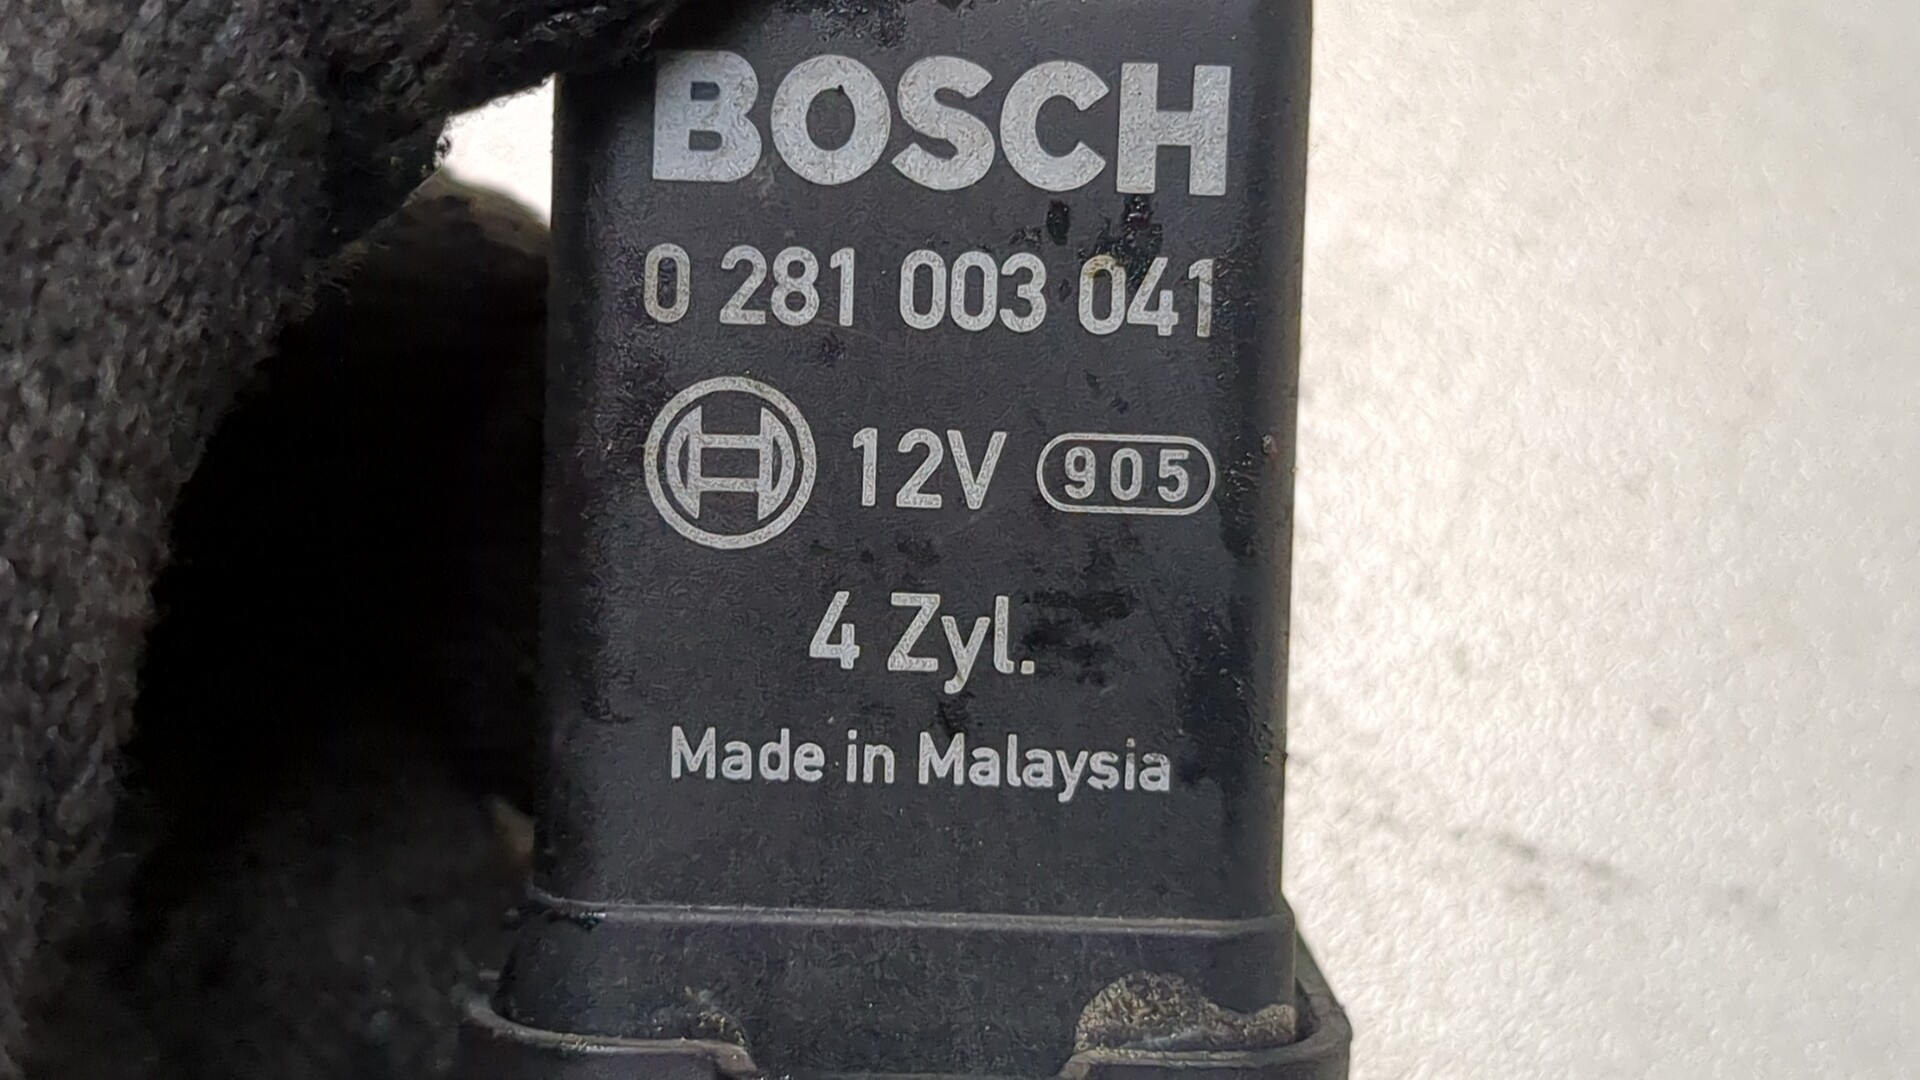 BOSCH
0 281 003 041
12V 905
4 Zyl.
Made in Malaysia